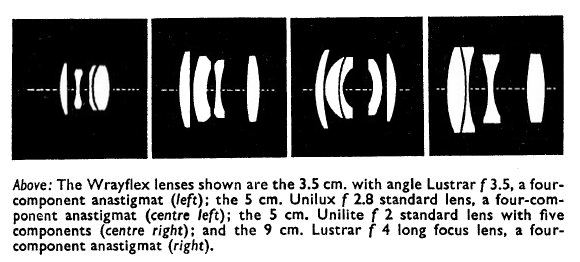 Above: The Wrayflex lenses shown are the 3.5 cm. with angle Lustrar f 3.5, a four-
component anastigmat (left); the 5 cm. Unilux f 2.8 standard lens, a four-com-
ponent anastigmat (centre left); the 5 cm. Unilite f 2 standard lens with five
components (centre right); and the 9 cm. Lustrar f 4 long focus lens, a four-
component anastigmat (right).